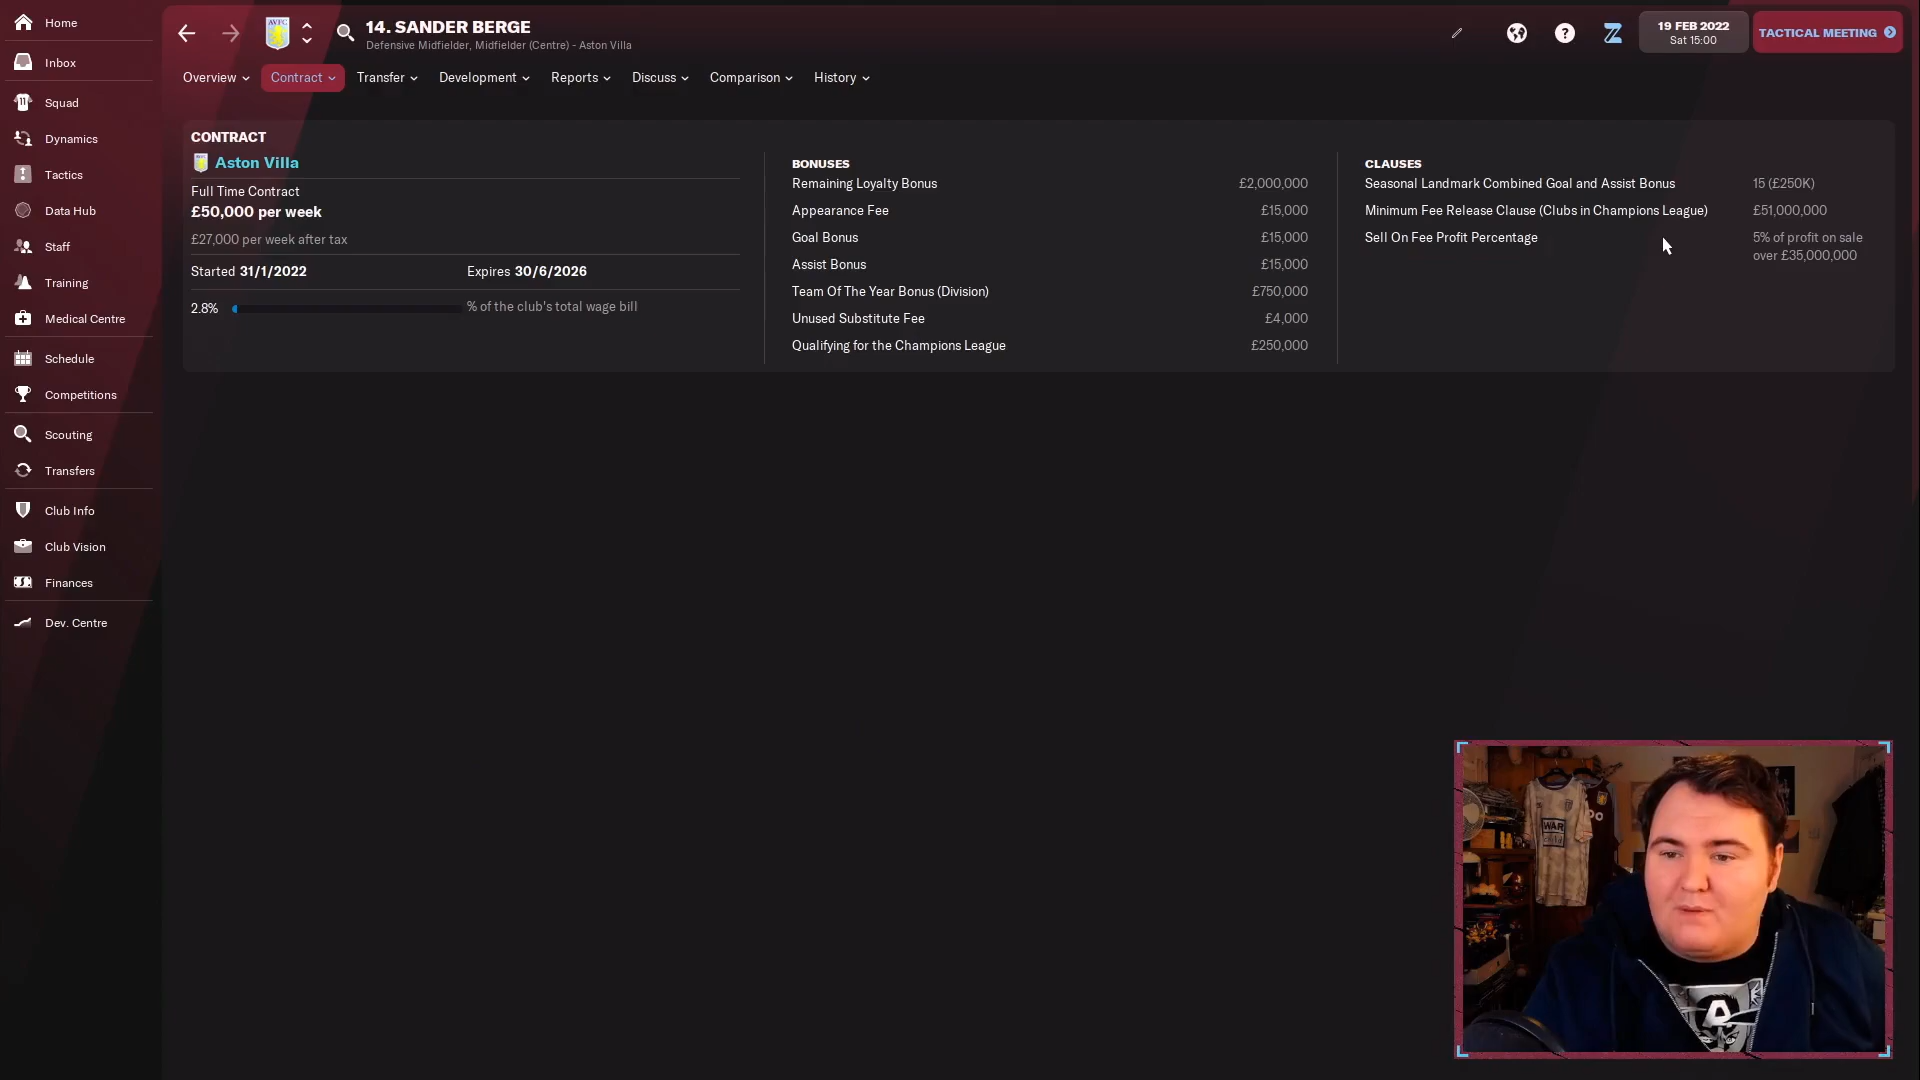 Home
Inbox
Squad
Dynamics
Tactics
Data Hub
Staff
Training
Medical Centre
Schedule
Competitions
Scouting
Transfers
Club Info
Club Vision
Finances
Dev. Centre
AVFC
14. SANDER BERGE
Defensive Midfielder, Midfielder (Centre) - Aston Villa
19 FEB 2022
Sat 15:00
TACTICAL MEETING
Overview Contract Transfer Development Reports Discuss Comparison History
CONTRACT
Aston Villa
Full Time Contract
£50,000 per week
£27,000 per week after tax
Started 31/1/2022 Expires 30/6/2026
2.8% % of the club's total wage bill
BONUSES
Remaining Loyalty Bonus £2,000,000
Appearance Fee £15,000
Goal Bonus £15,000
Assist Bonus £15,000
Team Of The Year Bonus (Division) £750,000
Unused Substitute Fee £4,000
Qualifying for the Champions League £250,000
CLAUSES
Seasonal Landmark Combined Goal and Assist Bonus 15 (£250K)
Minimum Fee Release Clause (Clubs in Champions League) £51,000,000
Sell On Fee Profit Percentage 5% of profit on sale
over £35,000,000
WAR